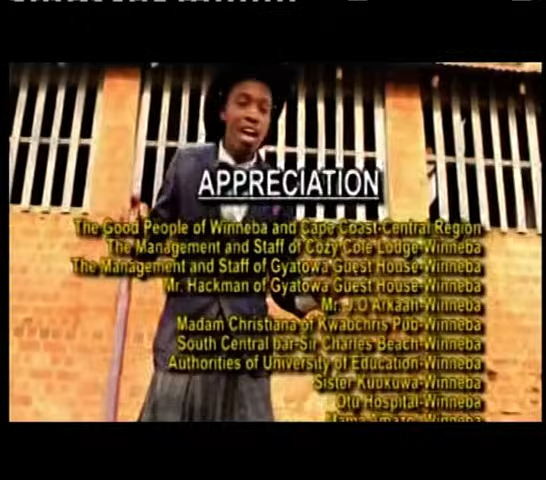 APPRECIATION
The Good People of Winneba and Cape Coast-Central Region
The Management and Staff of Cozy Cole Lodge-Winneba
The Management and Staff of Gyatowa Guest House-Winneba
Mr. Hackman of Gyatowa Guest House-Winneba
Mr. J.O Arkaah-Winneba
Madam Christiana of Kwabchris Pub-Winneba
South Central bar-Sir Charles Beach-Winneba
Authorities of University of Education-Winneba
Sister Kuukuwa-Winneba
Otu Hospital-Winneba